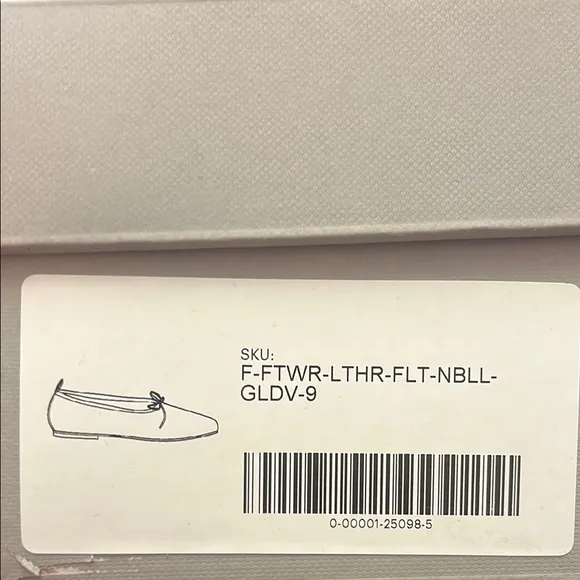 SKU:
F-FTWR-LTHR-FLT-NBLL-
GLDV-9
0-00001-25098-5